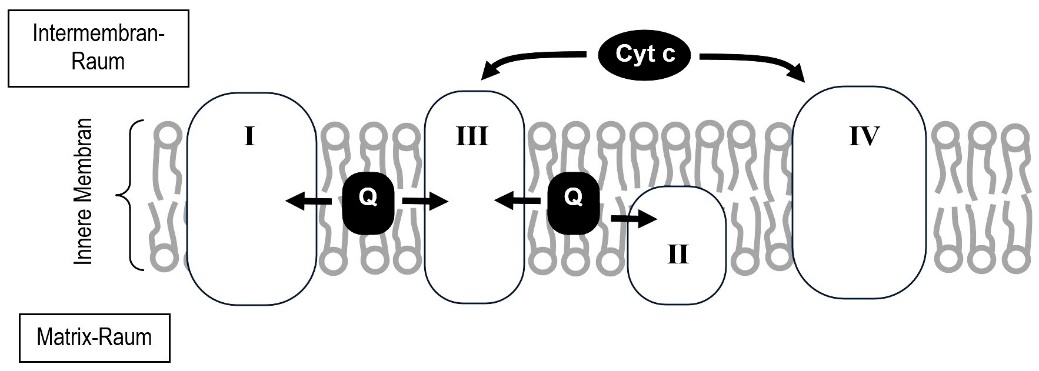 Intermembran-
Raum
Cyt c
I
III
IV
Innere Membran
Q
Q
II
Matrix-Raum